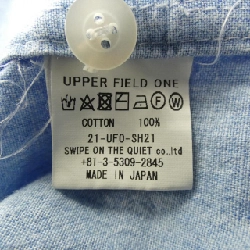 UPPER FIELD ONE
COTTON 100%
21-UFO-SH21
SWIPE ON THE QUIET co.,ltd
+81-3-5309-2845
MADE IN JAPAN